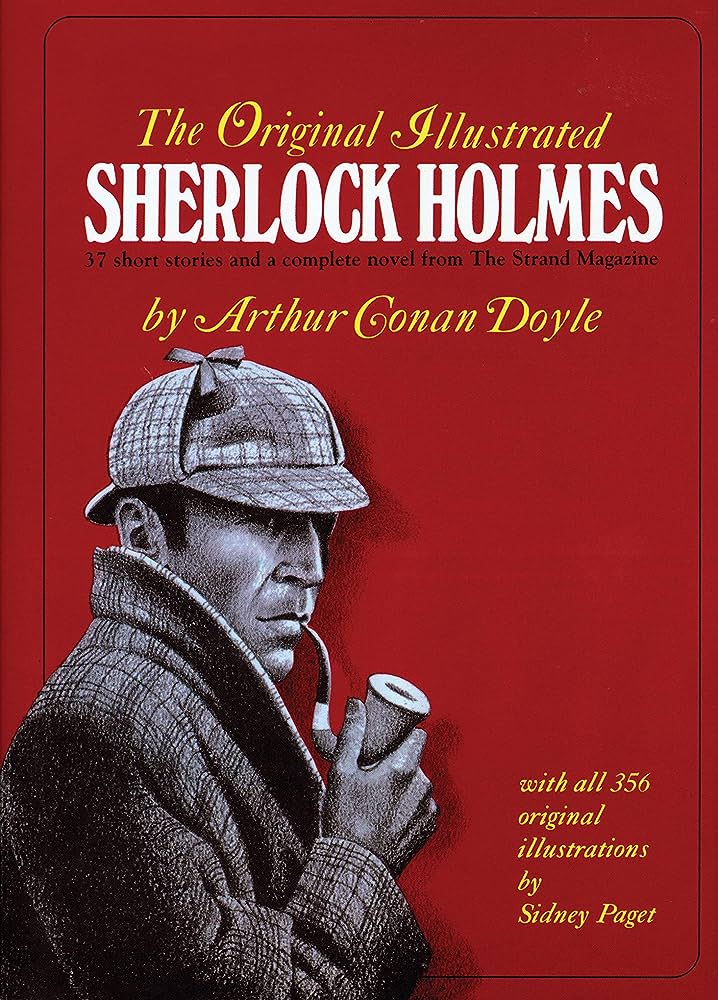 The Original Illustrated
SHERLOCK HOLMES
37 short stories and a complete novel from The Strand Magazine
by Arthur Conan Doyle
with all 356
original
illustrations
by
Sidney Paget